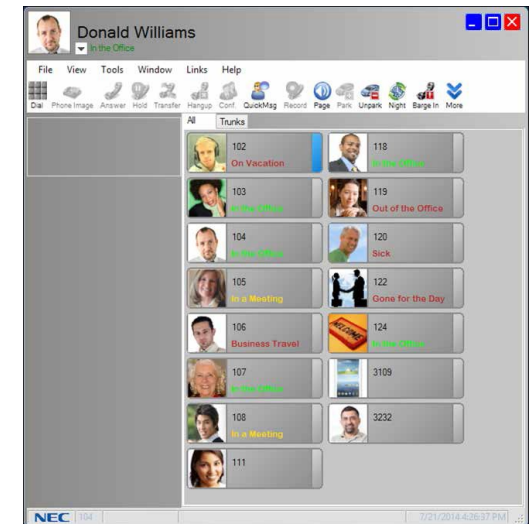 Donald Williams
In the Office
File View Tools Window Links Help
Dial Phone Image Answer Hold Transfer Hangup Conf. QuickMsg Record Page Park Unpark Night Barge In More
All Trunks
102
On Vacation
118
In the Office
103
In the Office
119
Out of the Office
104
In the Office
120
Sick
105
In a Meeting
122
Gone for the Day
106
Business Travel
WELCOME
124
In the Office
107
In the Office
3109
108
In a Meeting
3232
111
NEC 104 7/21/2014 4:26:37 PM